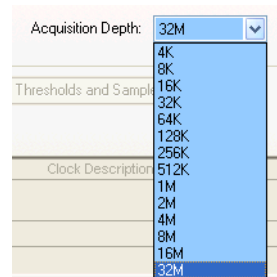 Acquisition Depth: 32M
4K
8K
16K
Thresholds and Sample
32K
64K
128K
256K
Clock Description
512K
1M
2M
4M
8M
16M
32M